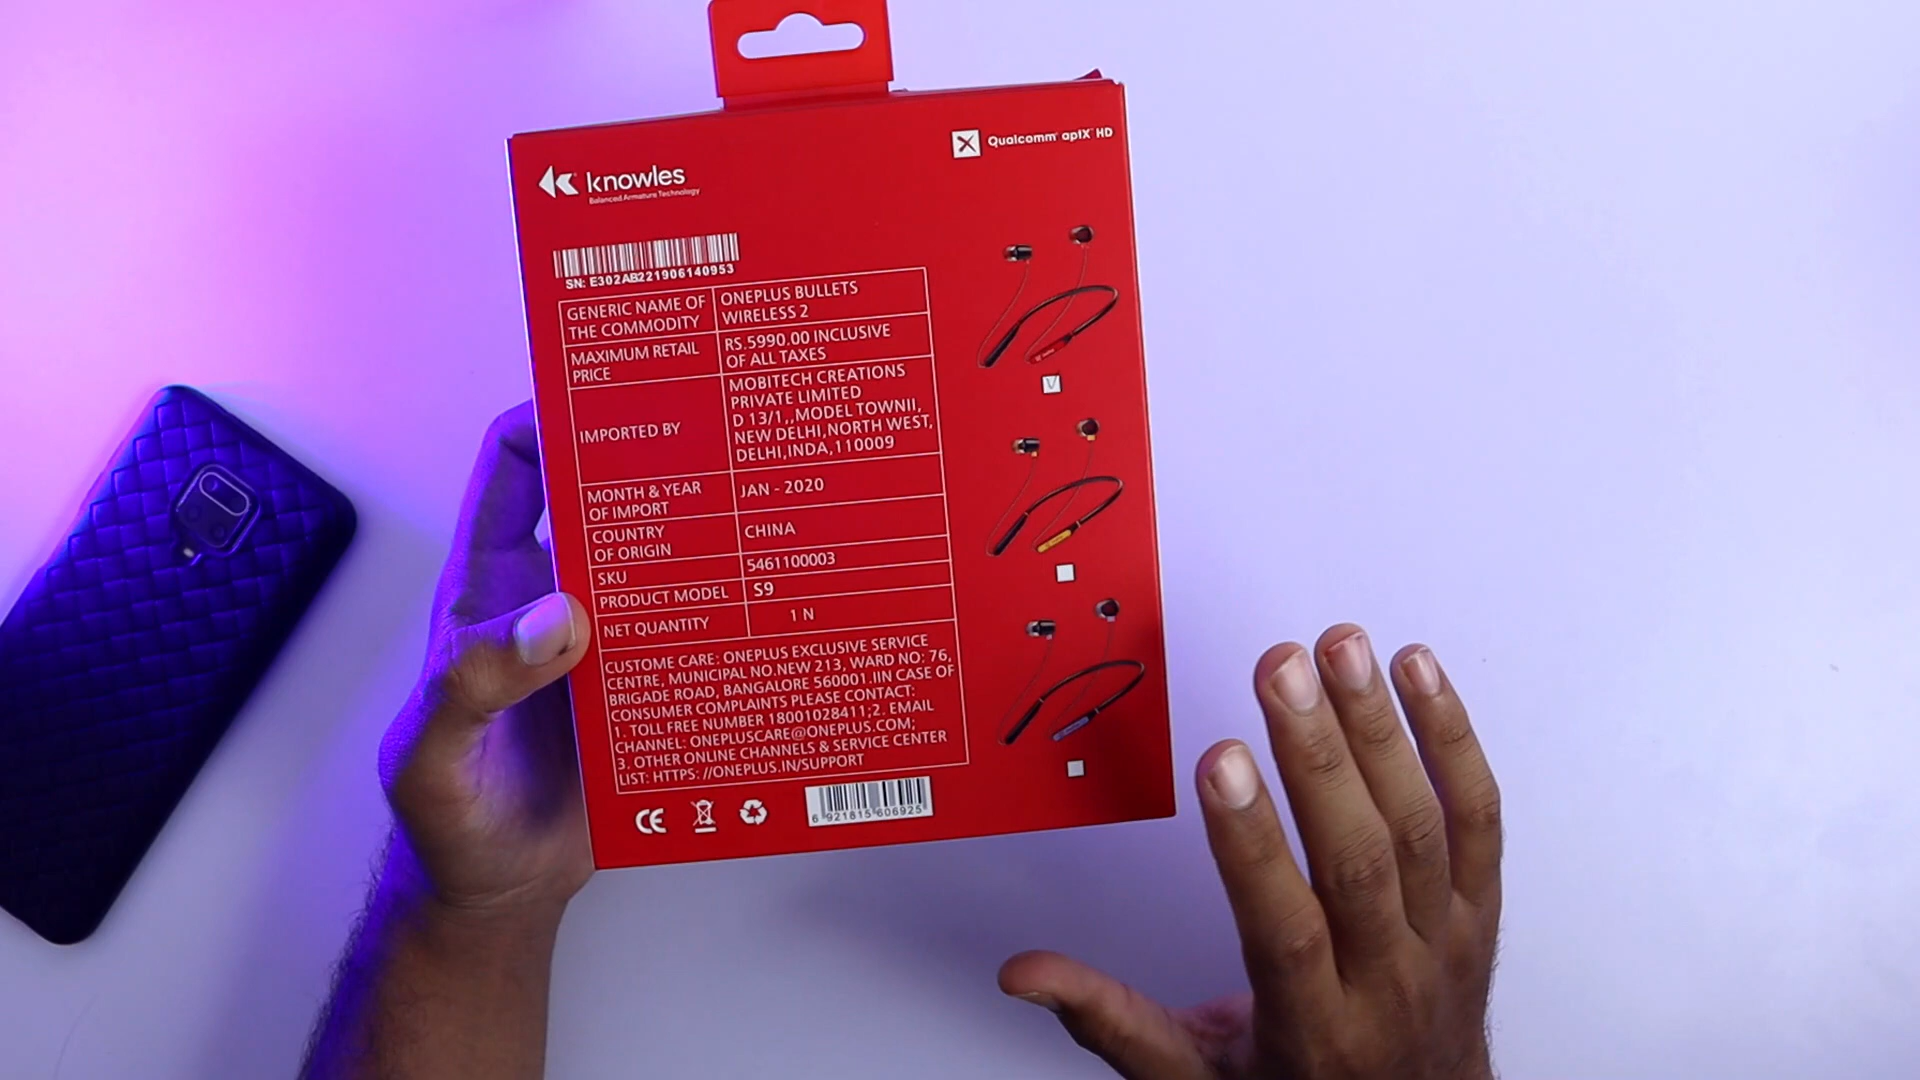 knowles
Balanced Armature Technology
Qualcomm® aptX™ HD
SN: E302AB221906140953
GENERIC NAME OF
THE COMMODITY
ONEPLUS BULLETS
WIRELESS 2
MAXIMUM RETAIL
PRICE
RS.5990.00 INCLUSIVE
OF ALL TAXES
IMPORTED BY
MOBITECH CREATIONS
PRIVATE LIMITED
D 13/1,,MODEL TOWNII,
NEW DELHI,NORTH WEST,
DELHI,INDA,110009
MONTH & YEAR
OF IMPORT
JAN - 2020
COUNTRY
OF ORIGIN
CHINA
SKU
5461100003
PRODUCT MODEL
S9
NET QUANTITY
1 N
CUSTOME CARE: ONEPLUS EXCLUSIVE SERVICE
CENTRE, MUNICIPAL NO.NEW 213, WARD NO: 76,
BRIGADE ROAD, BANGALORE 560001.IIN CASE OF
CONSUMER COMPLAINTS PLEASE CONTACT:
1. TOLL FREE NUMBER 18001028411;2. EMAIL
CHANNEL: ONEPLUSCARE@ONEPLUS.COM;
3. OTHER ONLINE CHANNELS & SERVICE CENTER
LIST: HTTPS: //ONEPLUS.IN/SUPPORT
CE
6 921815 606925